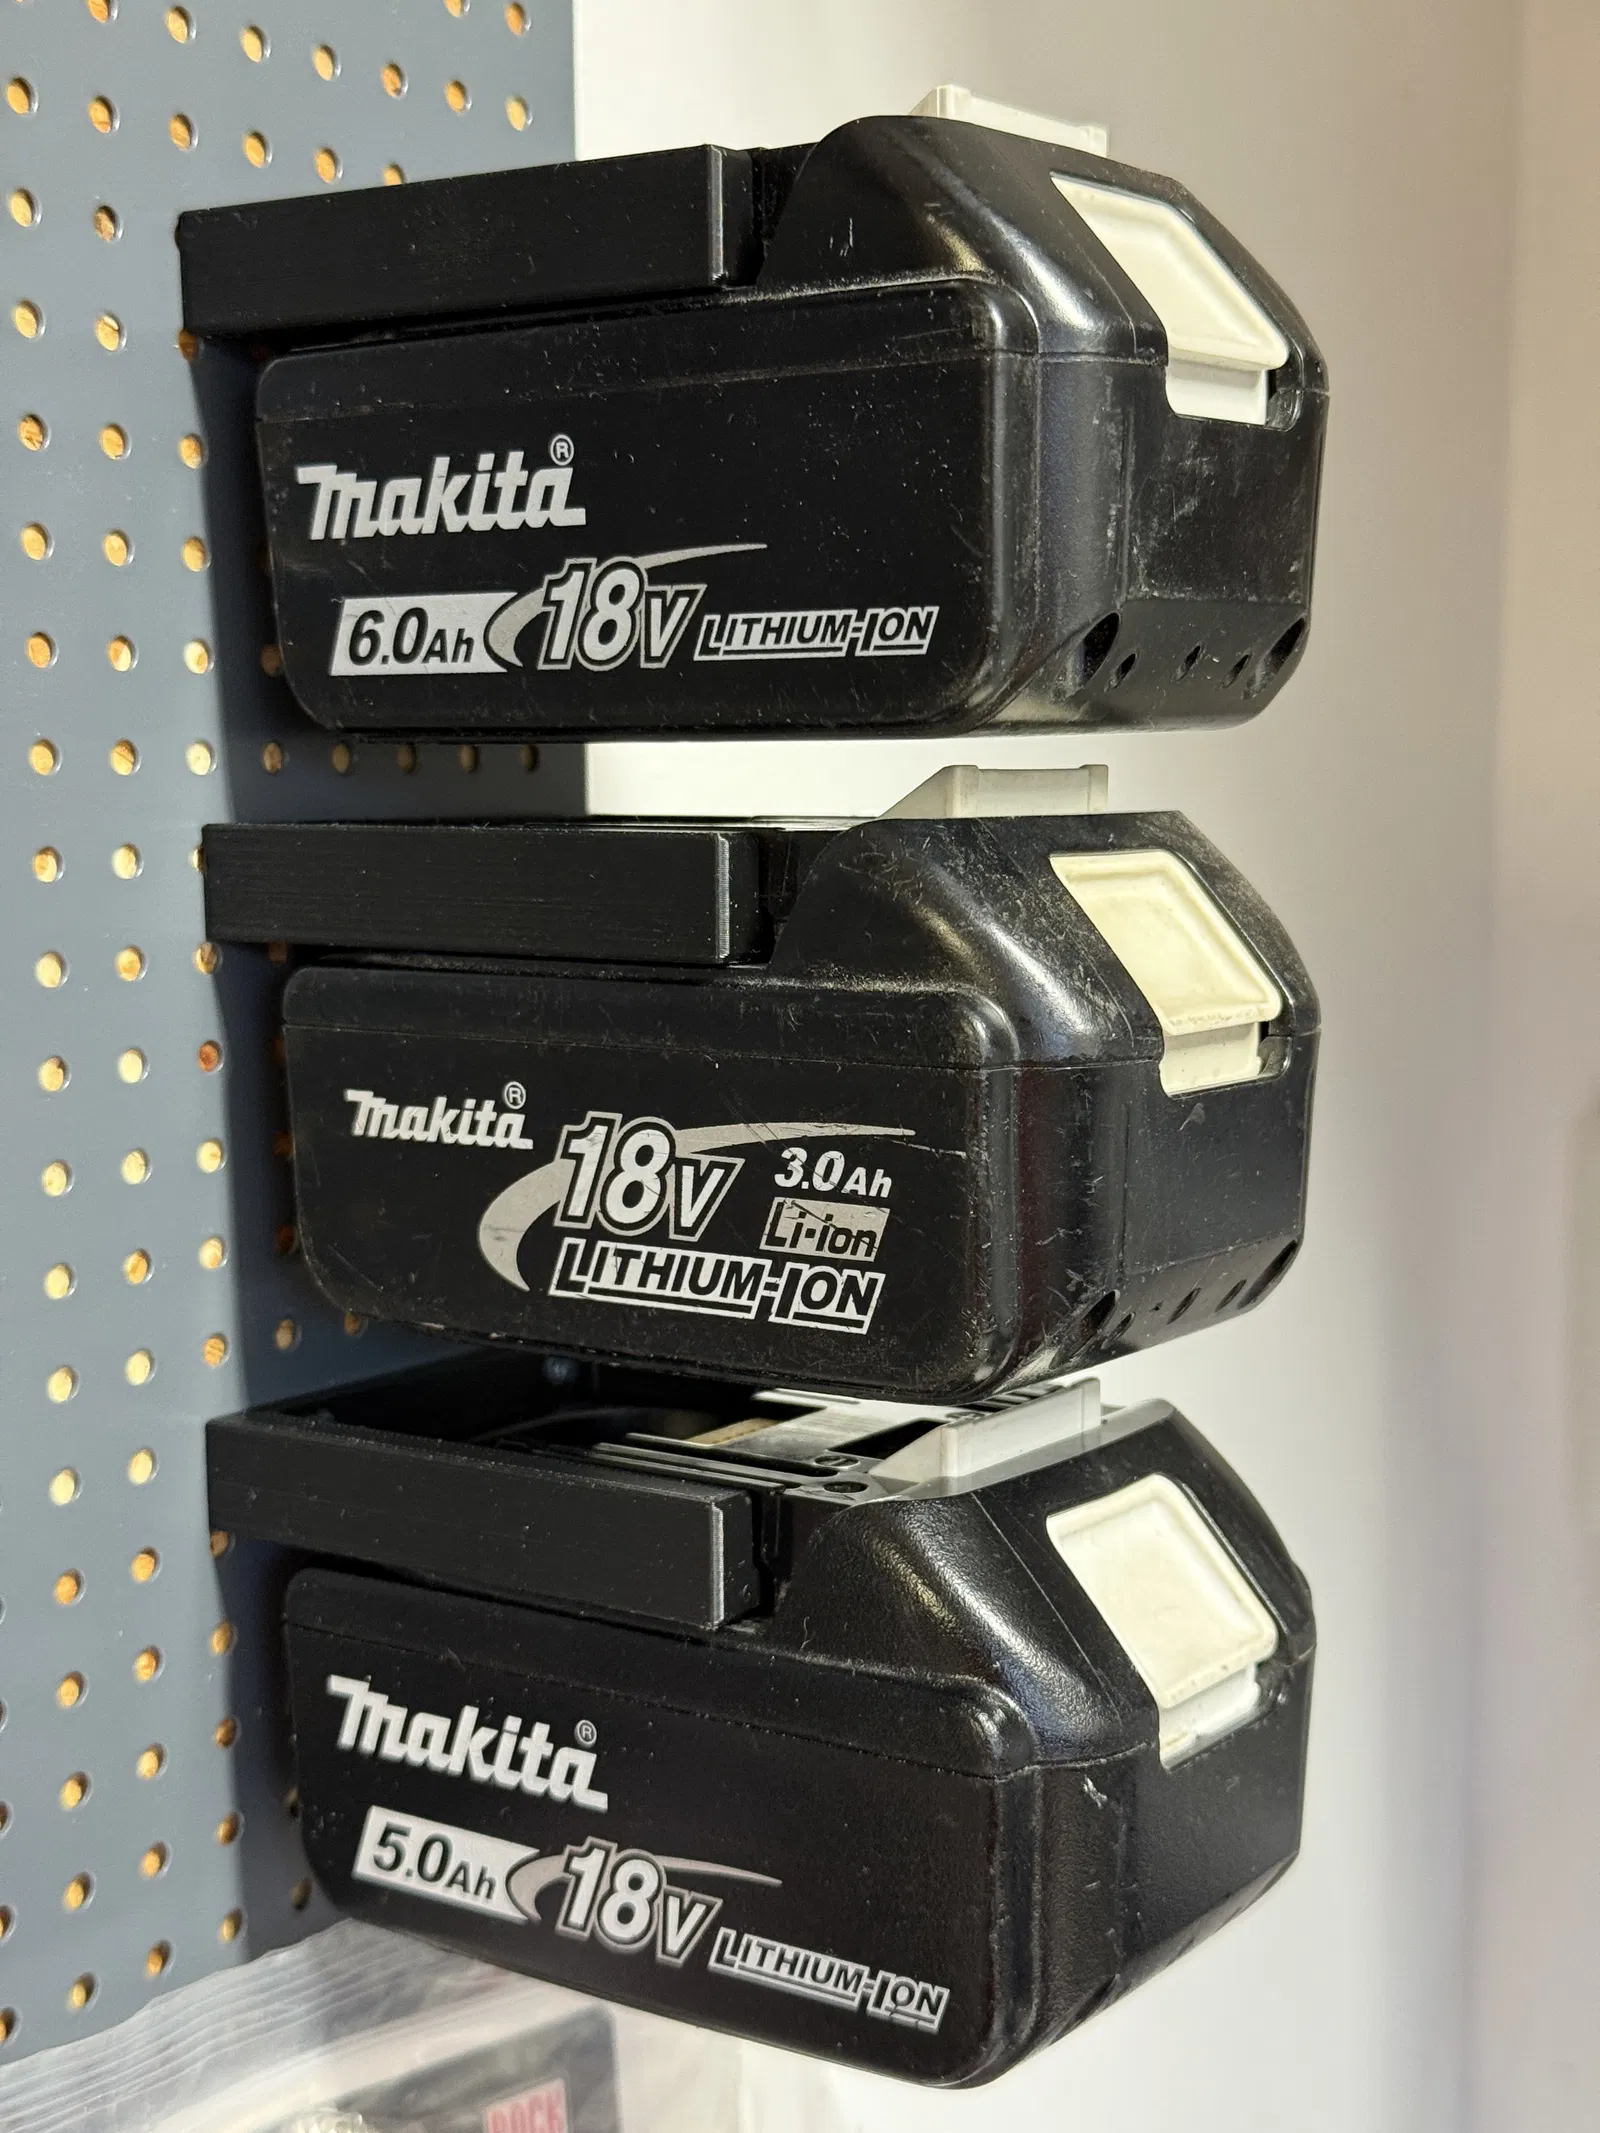 makita®
6.0Ah 18V LITHIUM-ION
makita®
18V 3.0Ah
Li-ion
LITHIUM-ION
makita®
5.0Ah 18V LITHIUM-ION
ROCK